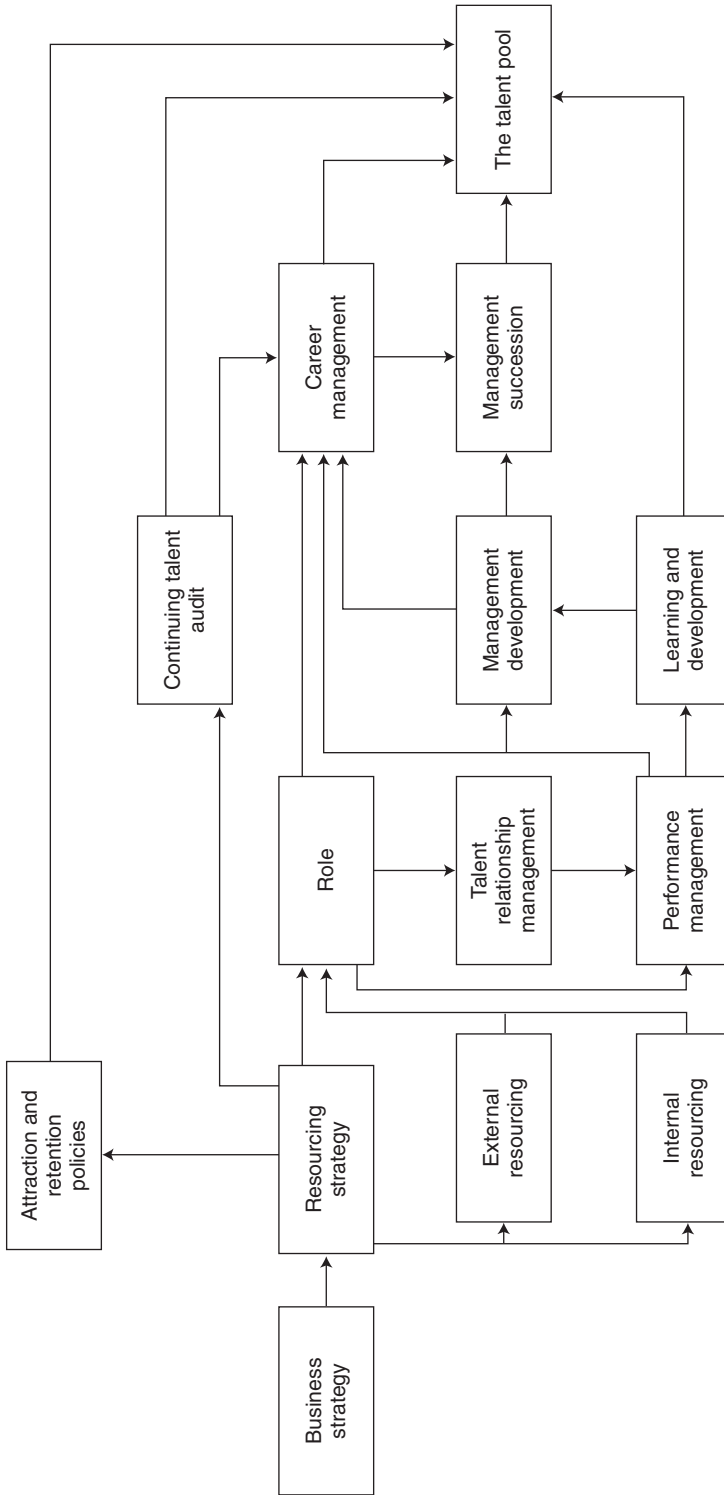 Attraction and
retention
policies
Continuing talent
audit
Business
strategy
Resourcing
strategy
Role
Career
management
The talent pool
External
resourcing
Talent
relationship
management
Management
development
Management
succession
Internal
resourcing
Performance
management
Learning and
development